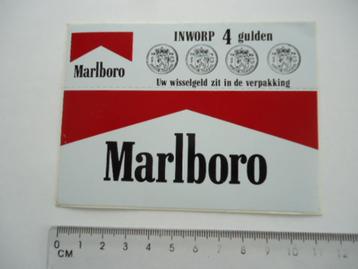 INWORP 4 gulden
Marlboro
Uw wisselgeld zit in de verpakking
Marlboro
0 1 2 3 4 5 6 7 8 9 10 11 12
CM